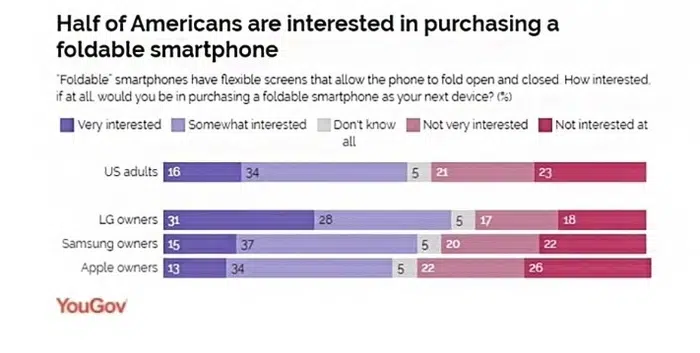 Half of Americans are interested in purchasing a
foldable smartphone
"Foldable" smartphones have flexible screens that allow the phone to fold open and closed. How interested,
if at all, would you be in purchasing a foldable smartphone as your next device? (%)
Very interested Somewhat interested Don't know Not very interested Not interested at
all
US adults 16 34 5 21 23
LG owners 31 28 5 17 18
Samsung owners 15 37 5 20 22
Apple owners 13 34 5 22 26
YouGov